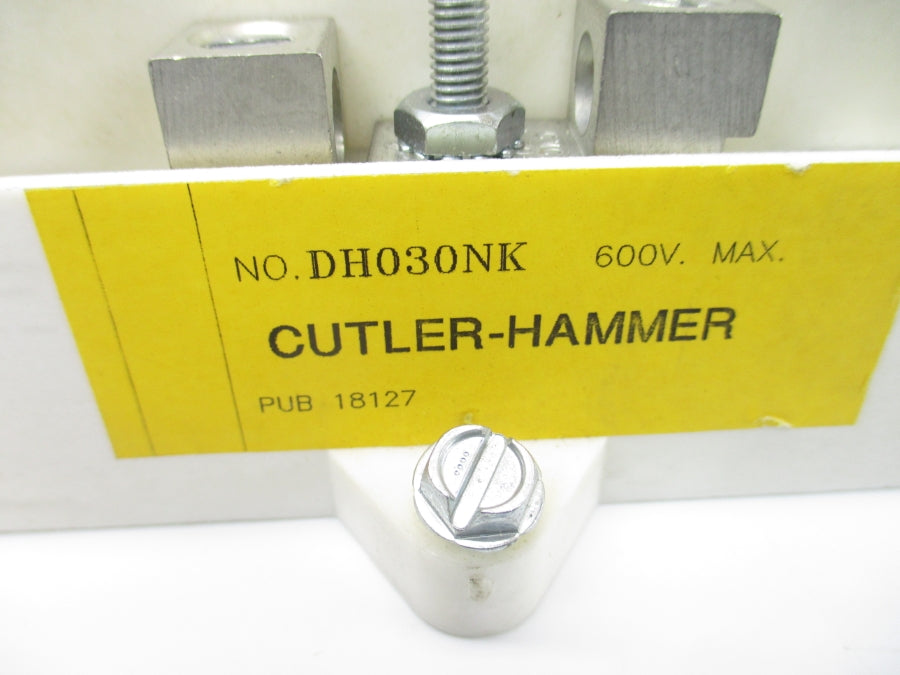 NO. DH030NK 600V. MAX.
CUTLER-HAMMER
PUB 18127